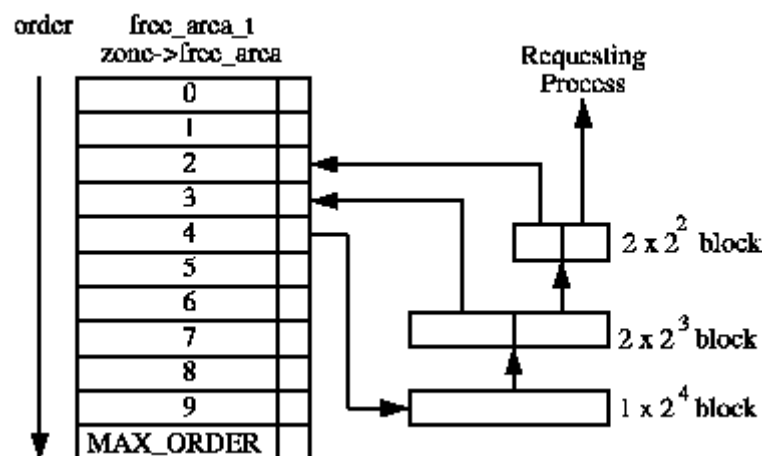 order
free_area_t
zone->free_area
0
1
2
3
4
5
6
7
8
9
MAX_ORDER
Requesting
Process
2 x 2^2 block
2 x 2^3 block
1 x 2^4 block